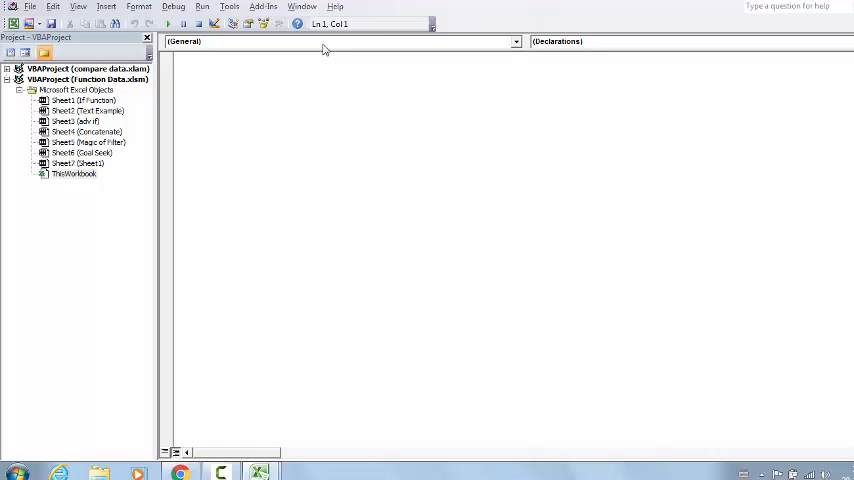 File Edit View Insert Format Debug Run Tools Add-Ins Window Help
Type a question for help
Ln 1, Col 1
Project - VBAProject
(General)
(Declarations)
VBAProject (compare data.xlam)
VBAProject (Function Data.xlsm)
Microsoft Excel Objects
Sheet1 (If Function)
Sheet2 (Text Example)
Sheet3 (adv if)
Sheet4 (Concatenate)
Sheet5 (Magic of Filter)
Sheet6 (Goal Seek)
Sheet7 (Sheet1)
ThisWorkbook